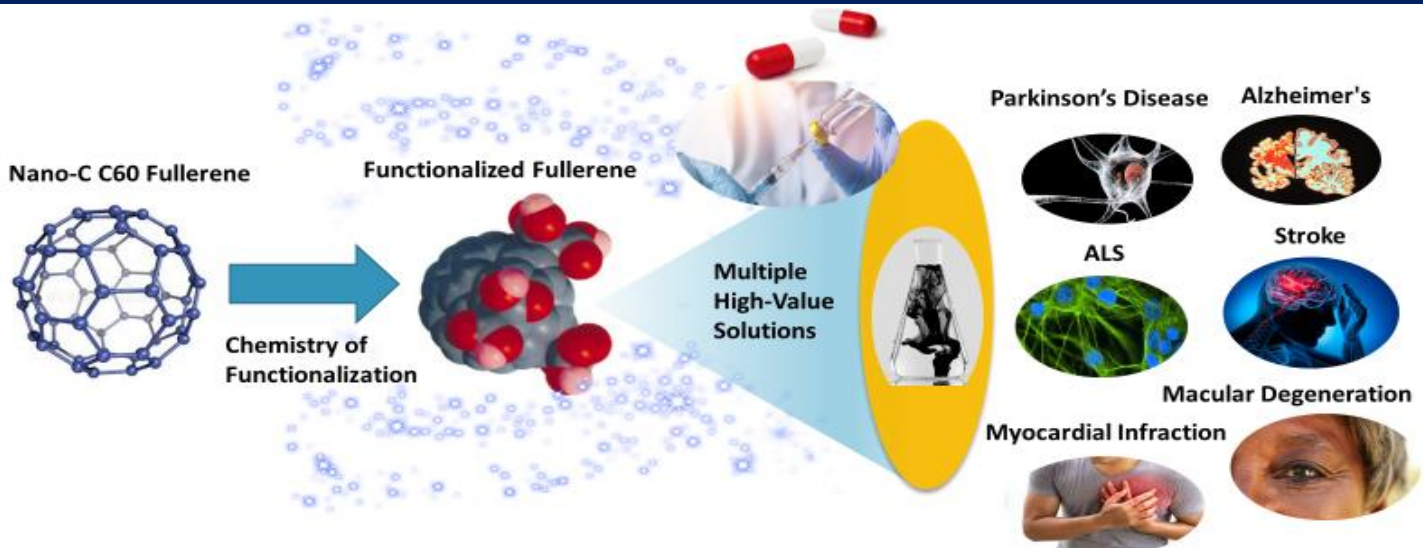 Nano-C C60 Fullerene
Chemistry of
Functionalization
Functionalized Fullerene
Multiple
High-Value
Solutions
Parkinson’s Disease
Alzheimer's
ALS
Stroke
Macular Degeneration
Myocardial Infraction